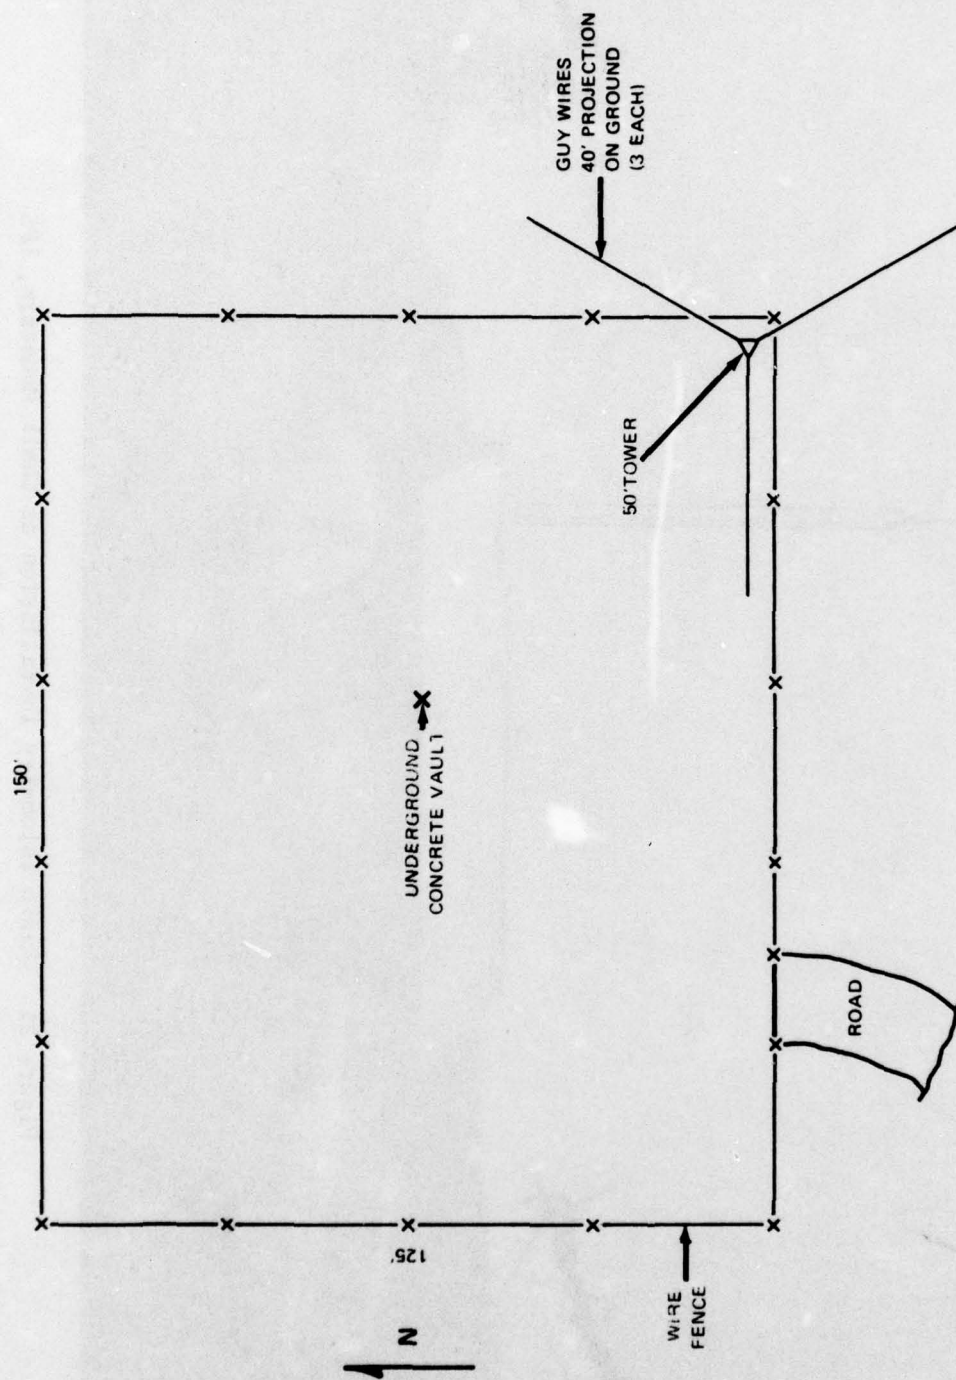 150'
GUY WIRES
40' PROJECTION
ON GROUND
(3 EACH)
50' TOWER
UNDERGROUND
CONCRETE VAULT
125'
N
WIRE
FENCE
ROAD